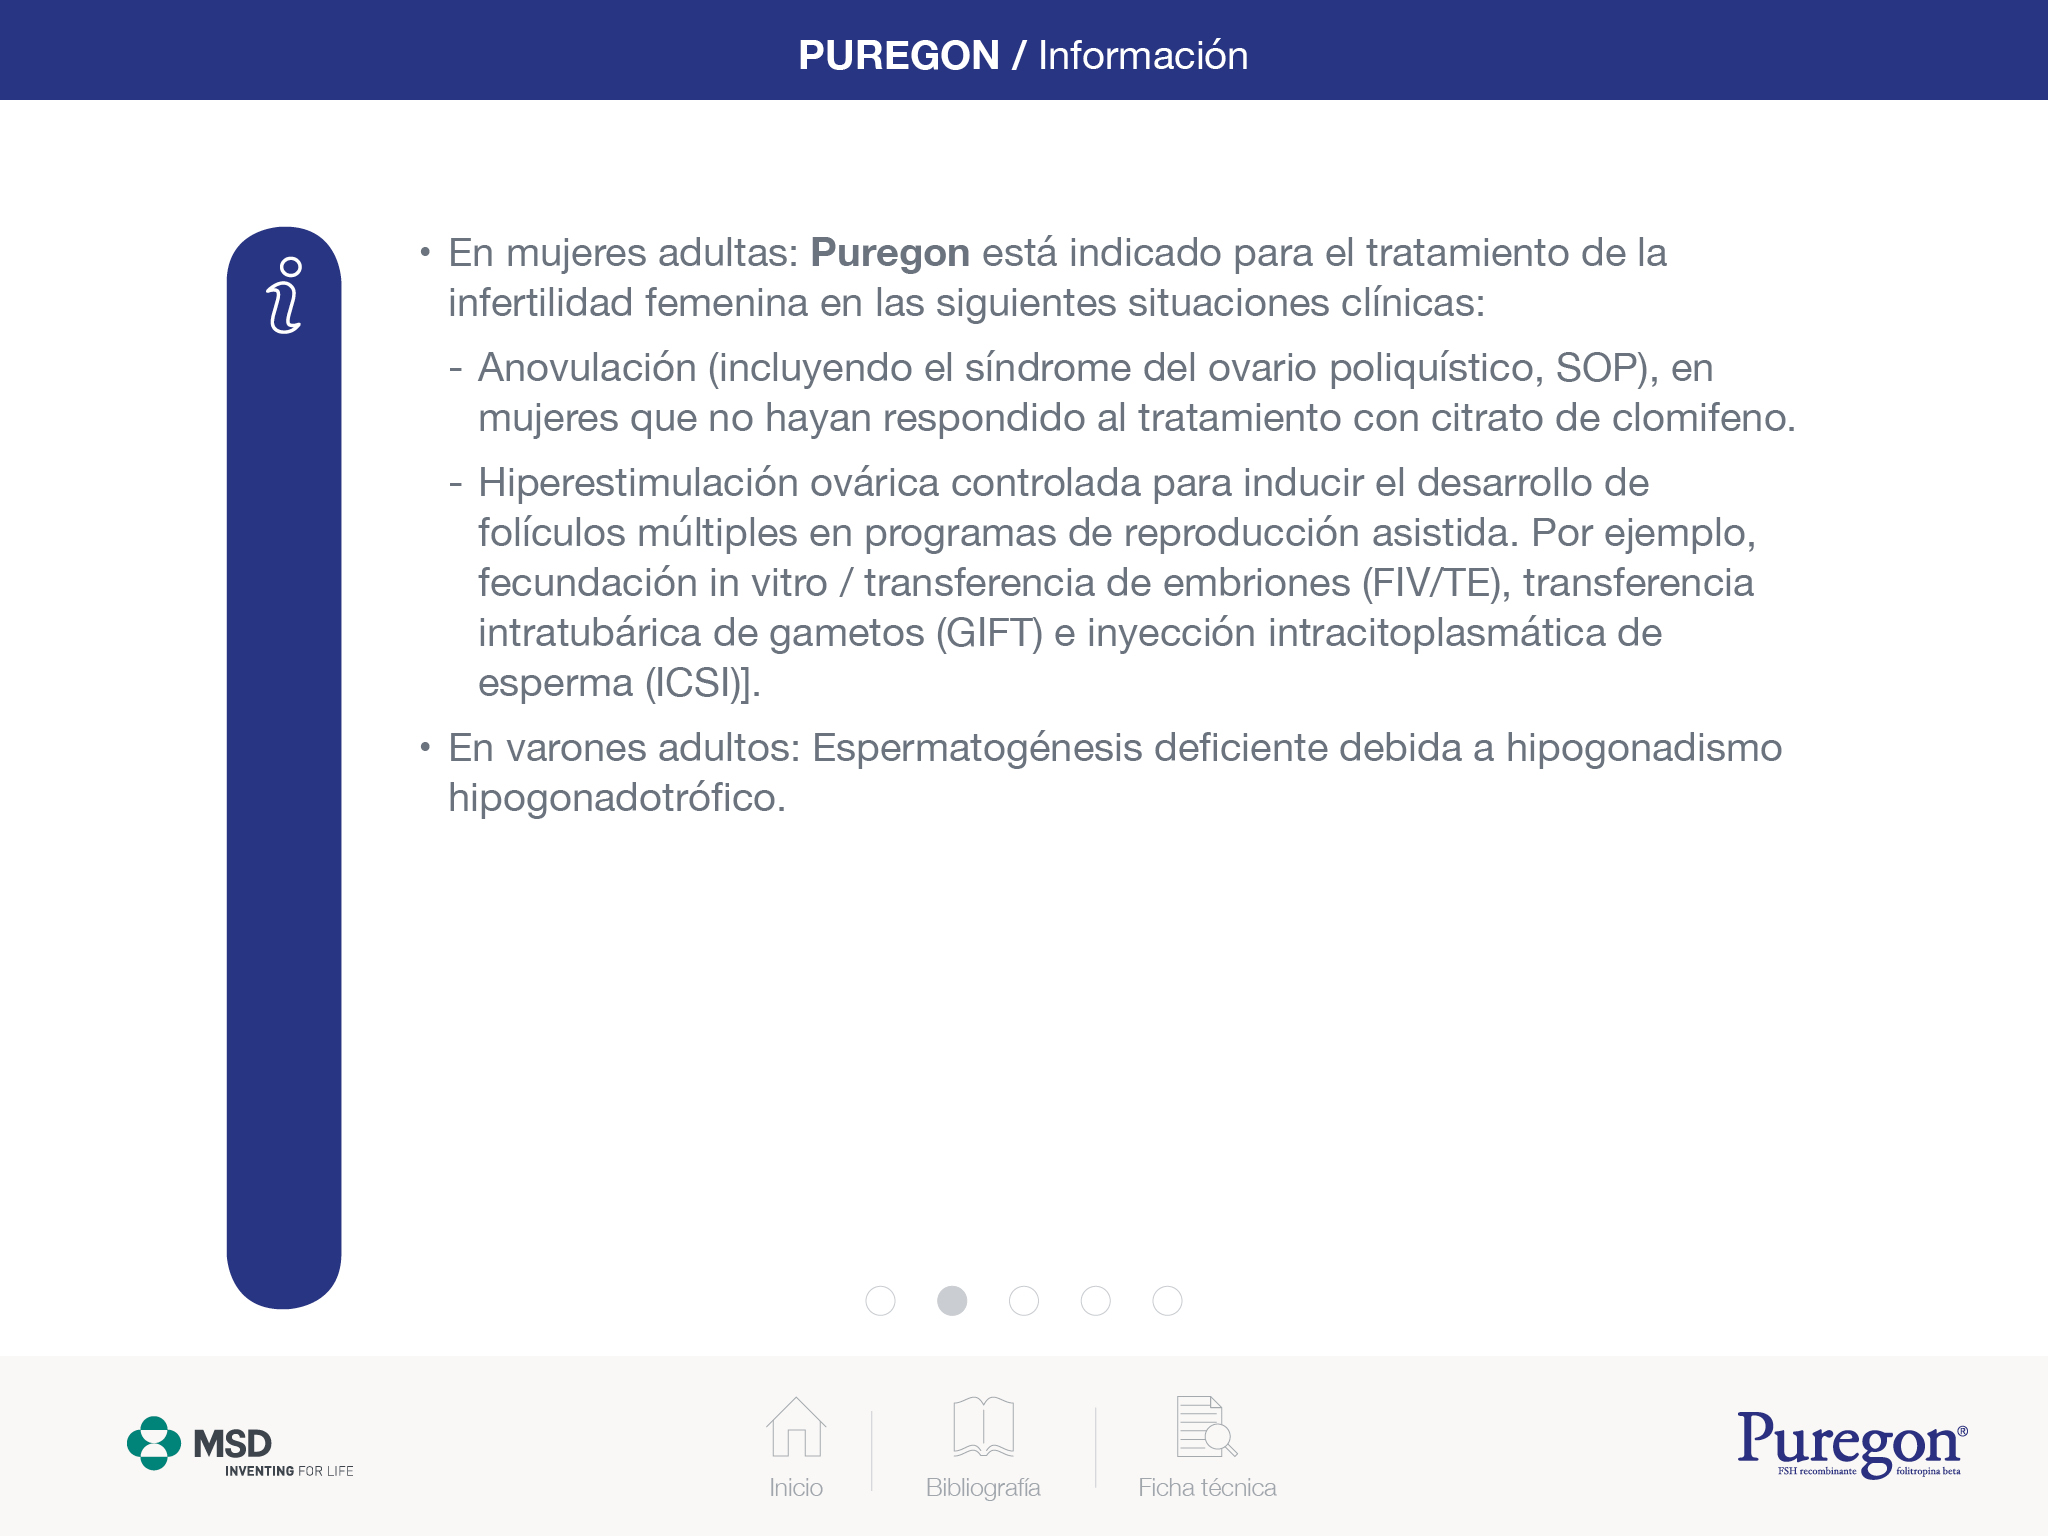 PUREGON / Información
• En mujeres adultas: Puregon está indicado para el tratamiento de la
infertilidad femenina en las siguientes situaciones clínicas:
- Anovulación (incluyendo el síndrome del ovario poliquístico, SOP), en
mujeres que no hayan respondido al tratamiento con citrato de clomifeno.
- Hiperestimulación ovárica controlada para inducir el desarrollo de
folículos múltiples en programas de reproducción asistida. Por ejemplo,
fecundación in vitro / transferencia de embriones (FIV/TE), transferencia
intratubárica de gametos (GIFT) e inyección intracitoplasmática de
esperma (ICSI)].
• En varones adultos: Espermatogénesis deficiente debida a hipogonadismo
hipogonadotrófico.
MSD
INVENTING FOR LIFE
Inicio
Bibliografía
Ficha técnica
Puregon®
FSH recombinante folitropina beta